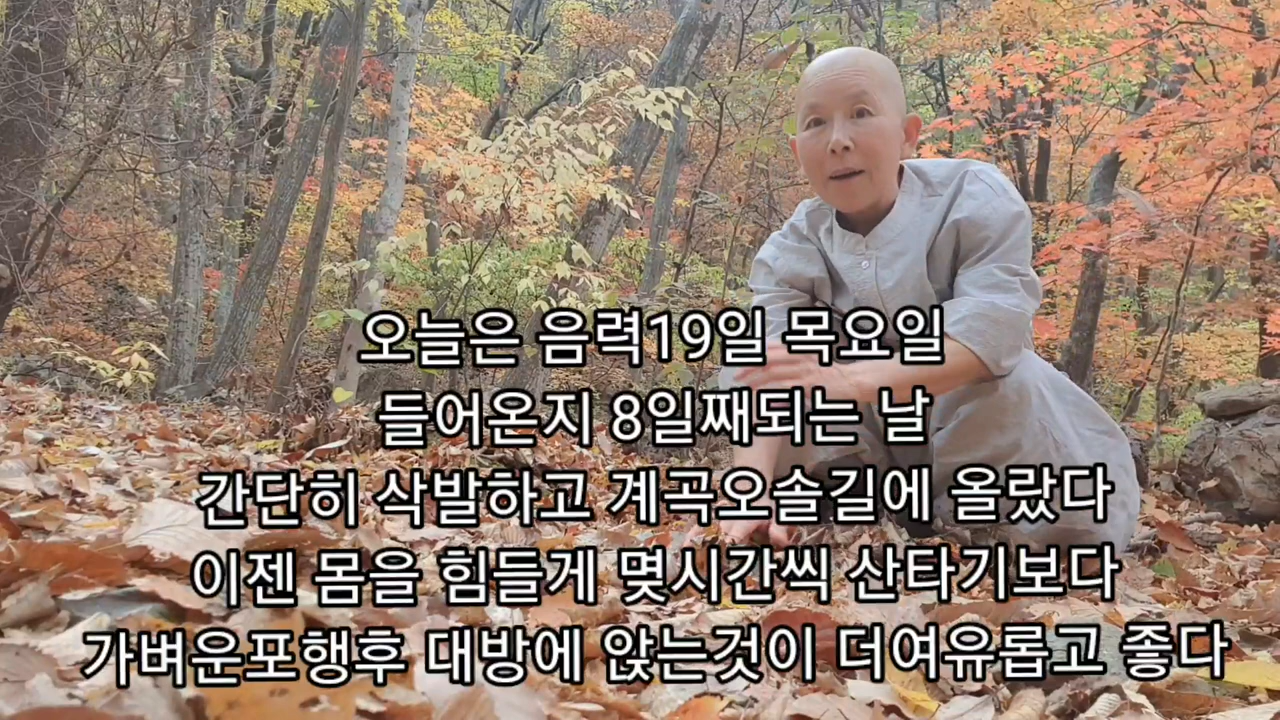 오늘은 음력19일 목요일
들어온지 8일째되는 날
간단히 삭발하고 계곡오솔길에 올랐다
이젠 몸을 힘들게 몇시간씩 산타기보다
가벼운포행후 대방에 앉는것이 더여유롭고 좋다